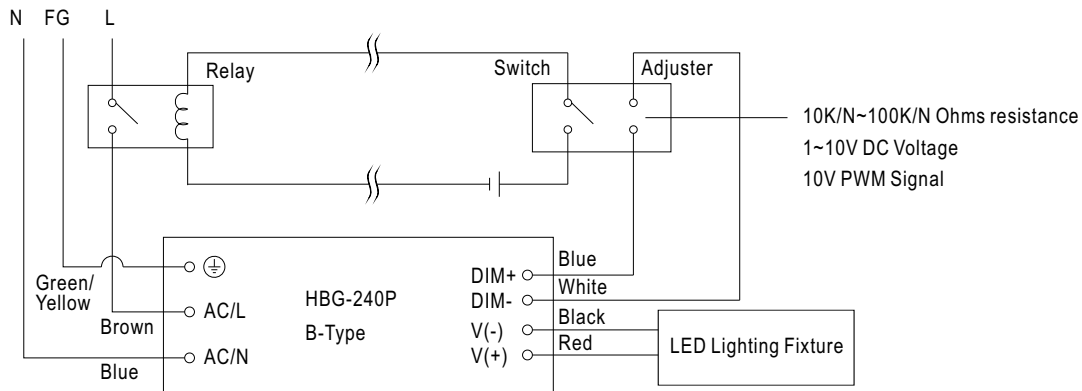 N FG L
Relay
Switch
Adjuster
10K/N~100K/N Ohms resistance
1~10V DC Voltage
10V PWM Signal
Green/
Yellow
Brown
Blue
AC/L
AC/N
HBG-240P
B-Type
DIM+
DIM-
V(-)
V(+)
Blue
White
Black
Red
LED Lighting Fixture